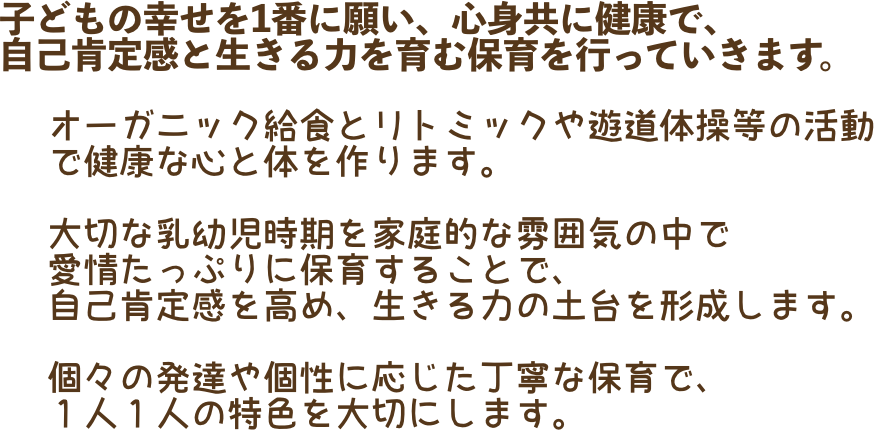 子どもの幸せを1番に願い、心身共に健康で、
自己肯定感と生きる力を育む保育を行っていきます。
オーガニック給食とリトミックや遊道体操等の活動
で健康な心と体を作ります。
大切な乳幼児時期を家庭的な雰囲気の中で
愛情たっぷりに保育することで、
自己肯定感を高め、生きる力の土台を形成します。
個々の発達や個性に応じた丁寧な保育で、
１人１人の特色を大切にします。